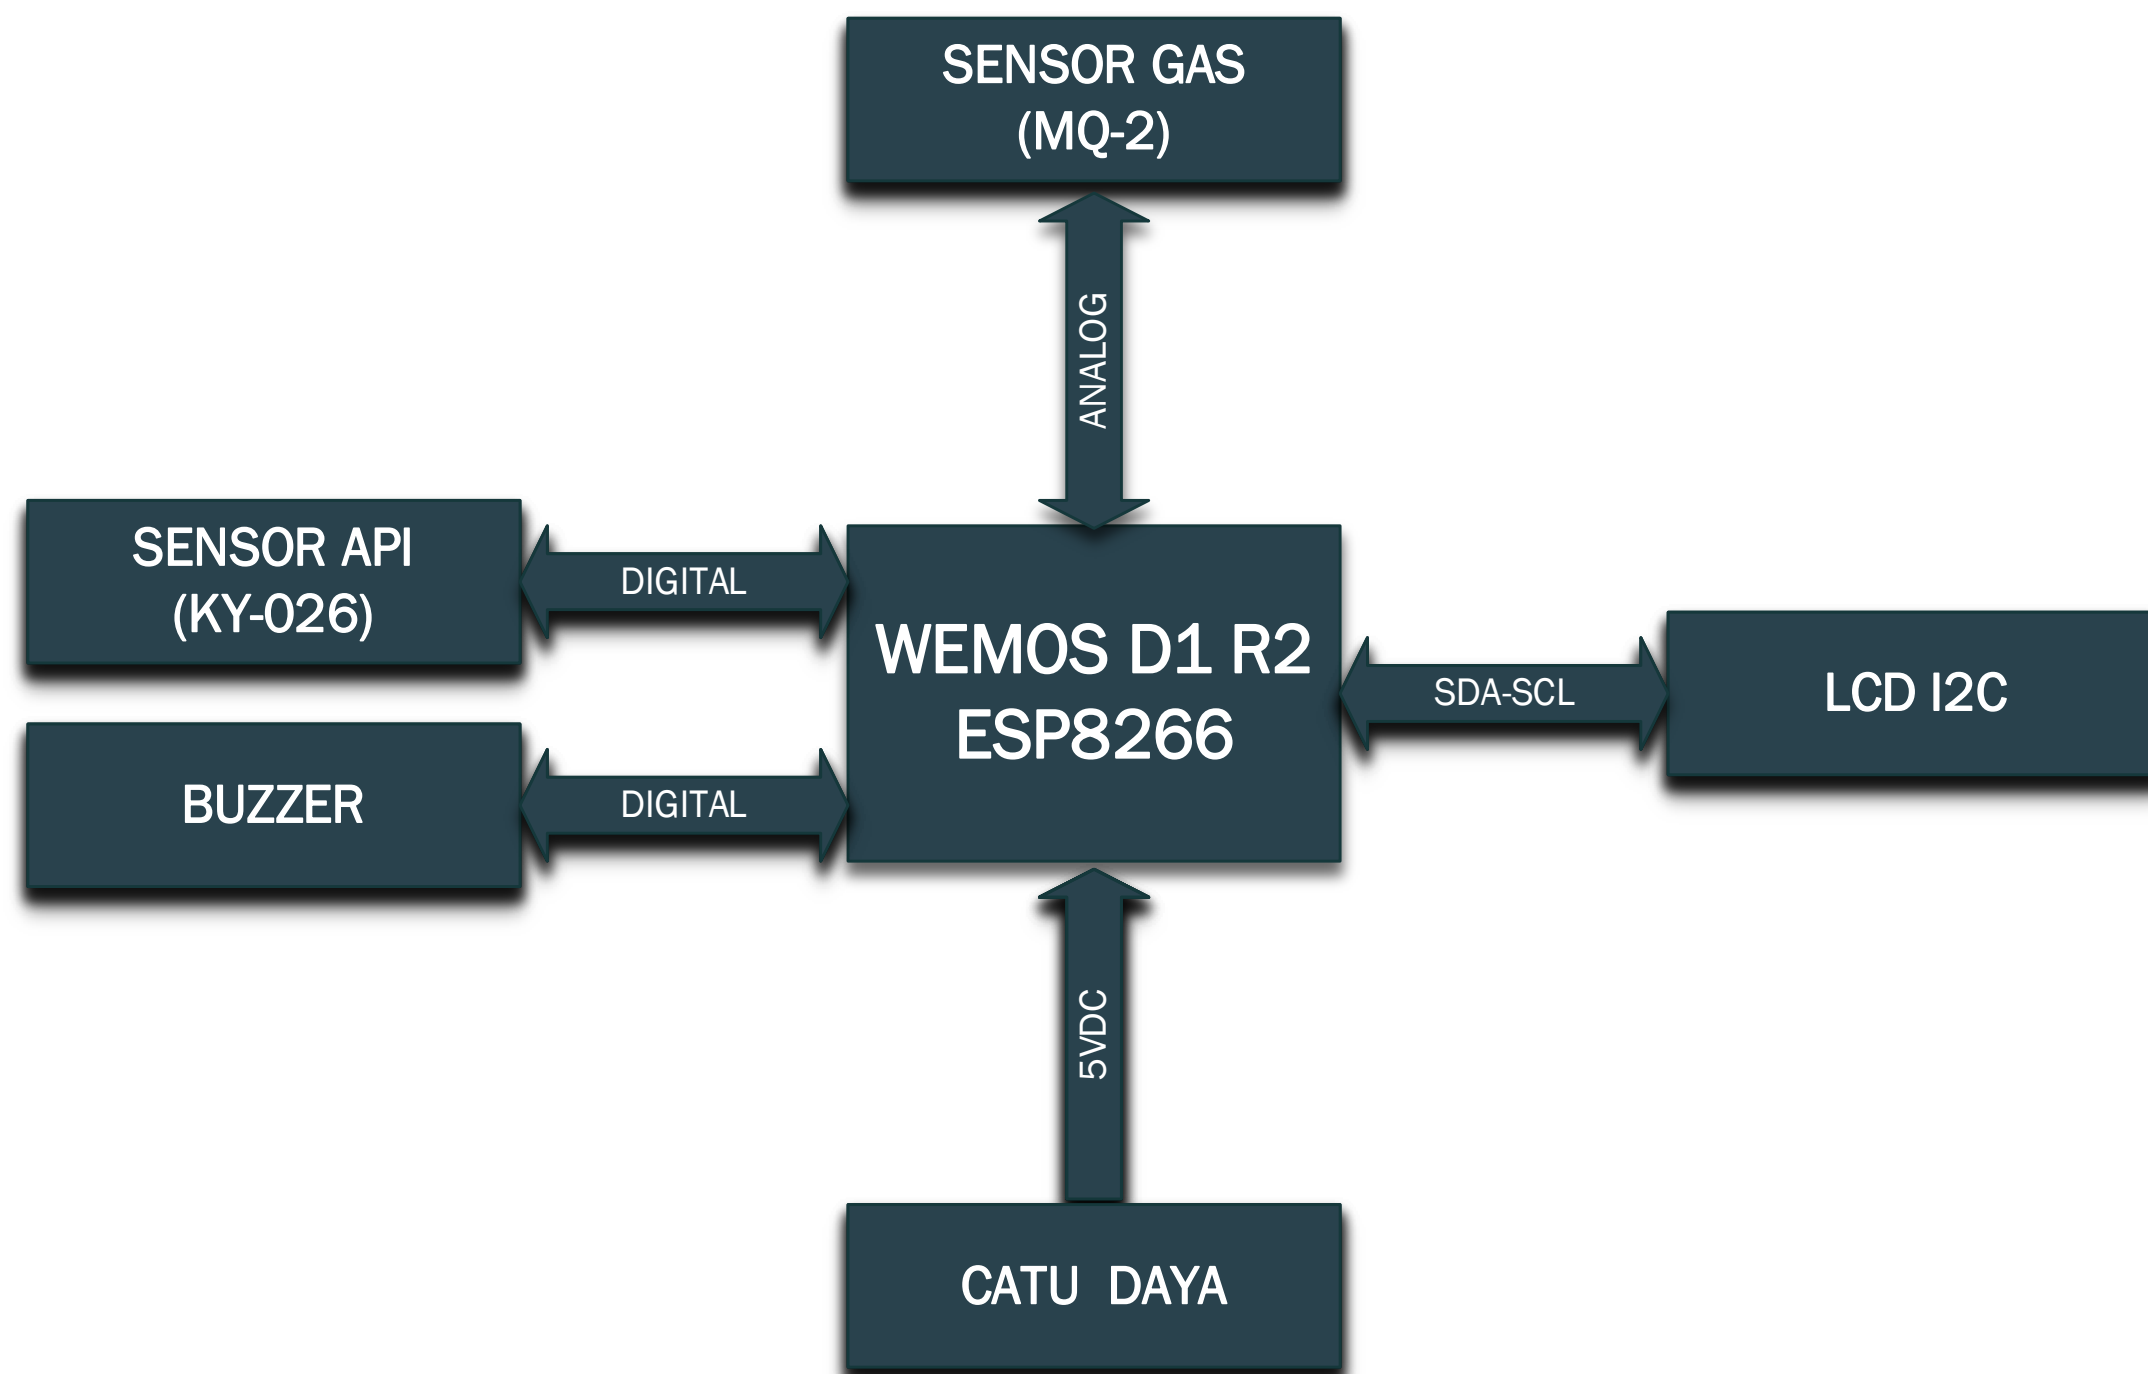 SENSOR GAS
(MQ-2)
ANALOG
SENSOR API
(KY-026)
DIGITAL
WEMOS D1 R2
ESP8266
SDA-SCL
LCD I2C
BUZZER
DIGITAL
5VDC
CATU DAYA